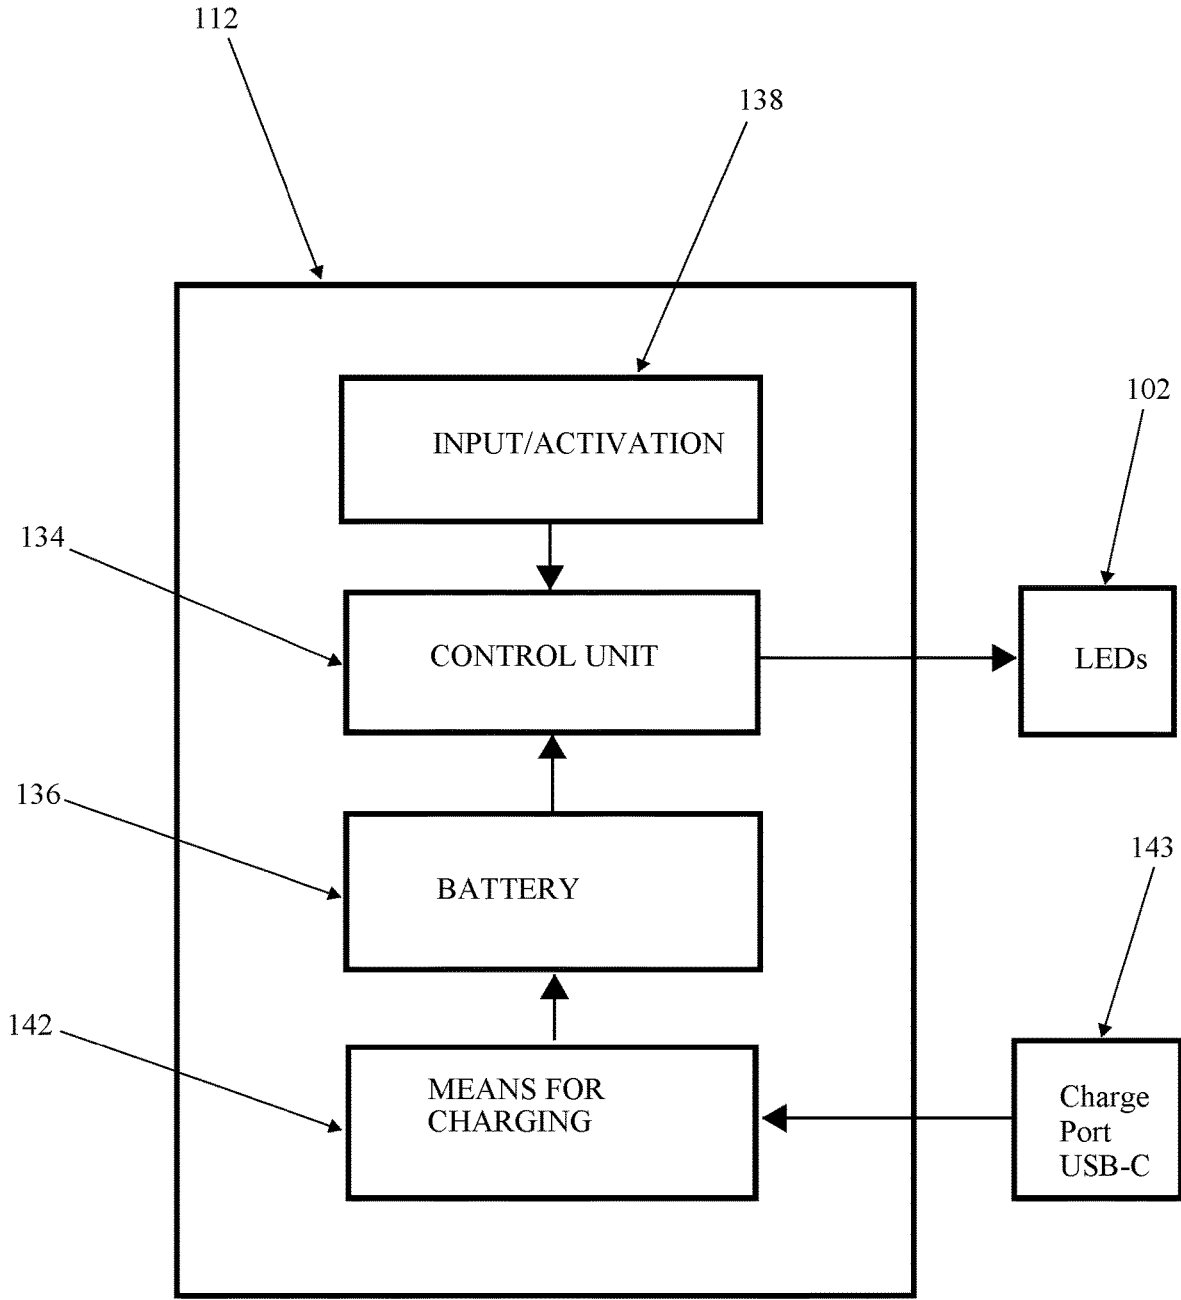 112
138
INPUT/ACTIVATION
102
134
CONTROL UNIT
LEDs
136
BATTERY
143
142
MEANS FOR
CHARGING
Charge
Port
USB-C